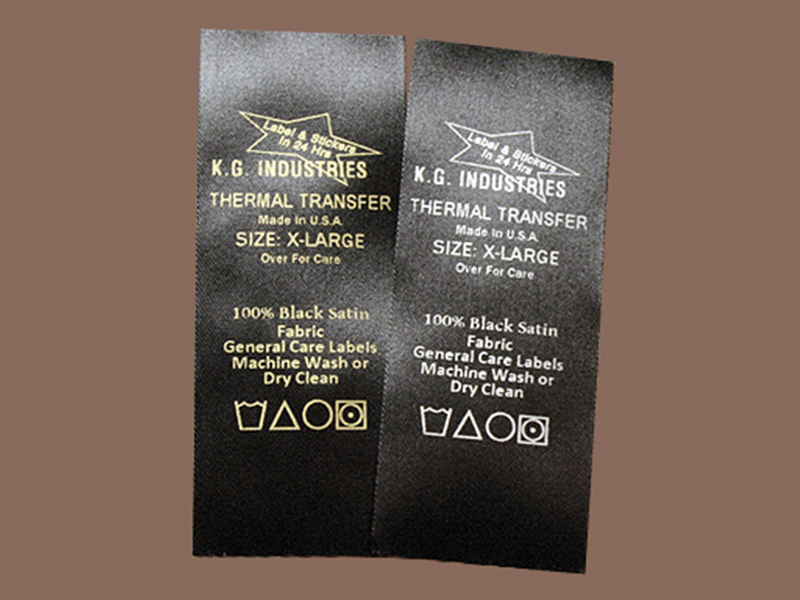 Label & Stickers
In 24 Hrs
K.G. INDUSTRIES
THERMAL TRANSFER
Made In U.S.A.
SIZE: X-LARGE
Over For Care
100% Black Satin
Fabric
General Care Labels
Machine Wash or
Dry Clean
Label & Stickers
In 24 Hrs
K.G. INDUSTRIES
THERMAL TRANSFER
Made In U.S.A.
SIZE: X-LARGE
Over For Care
100% Black Satin
Fabric
General Care Labels
Machine Wash or
Dry Clean